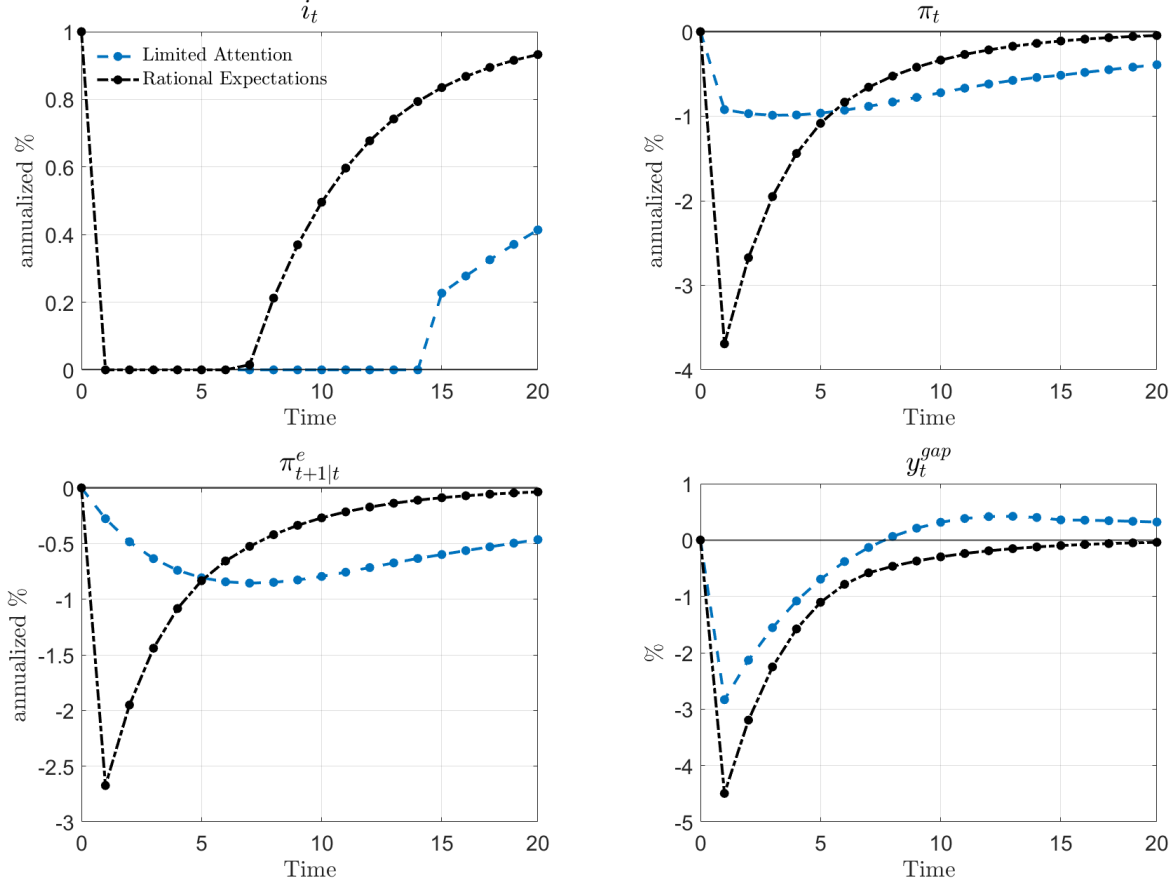 i_t
1
0.8
0.6
0.4
0.2
0
annualized %
Limited Attention
Rational Expectations
0 5 10 15 20
Time
π_t
0
-1
-2
-3
-4
annualized %
0 5 10 15 20
Time
π^e_{t+1|t}
0
-0.5
-1
-1.5
-2
-2.5
-3
annualized %
0 5 10 15 20
Time
y_t^{gap}
1
0
-1
-2
-3
-4
-5
%
0 5 10 15 20
Time